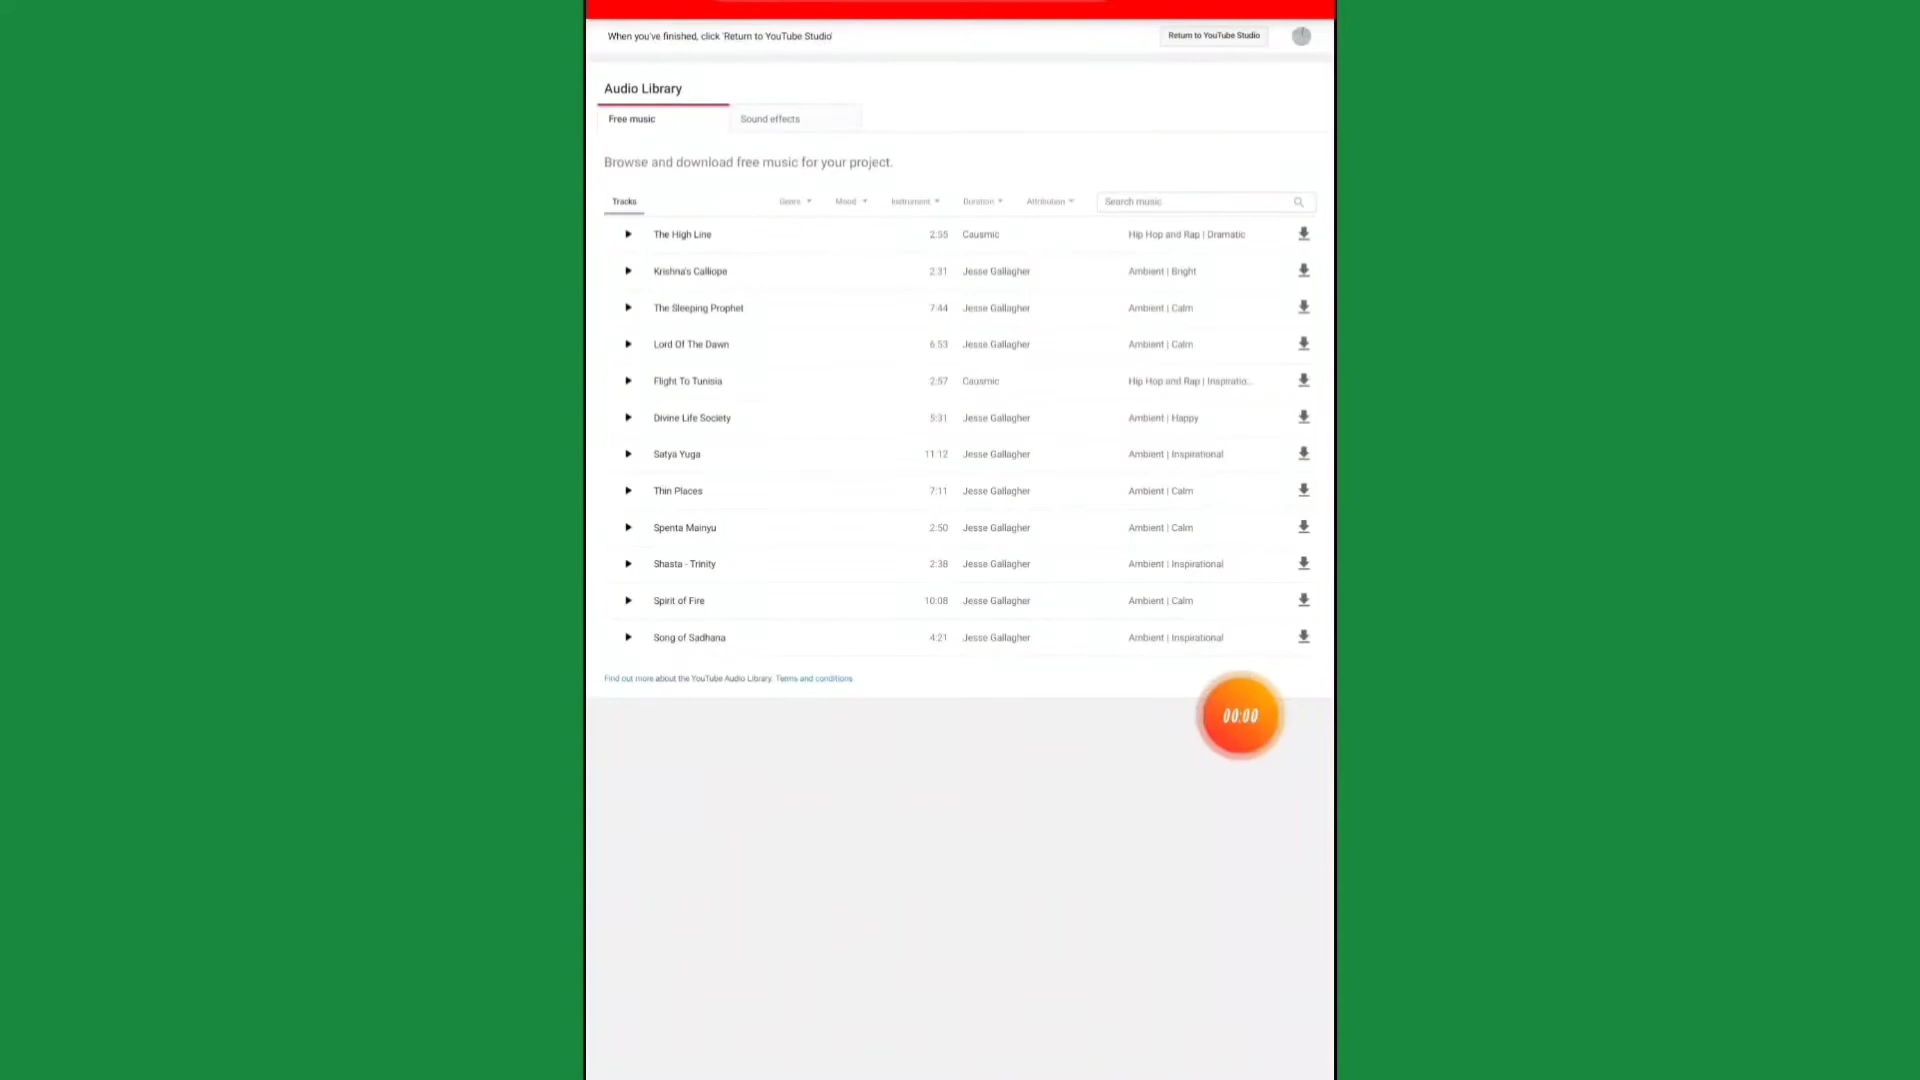 When you've finished, click 'Return to YouTube Studio'
Return to YouTube Studio
Audio Library
Free music
Sound effects
Browse and download free music for your project.
Tracks Genre Mood Instrument Duration Attribution Search music
The High Line 2:55 Causmic Hip Hop and Rap | Dramatic
Krishna's Calliope 2:31 Jesse Gallagher Ambient | Bright
The Sleeping Prophet 7:44 Jesse Gallagher Ambient | Calm
Lord Of The Dawn 6:53 Jesse Gallagher Ambient | Calm
Flight To Tunisia 2:57 Causmic Hip Hop and Rap | Inspiratio...
Divine Life Society 5:31 Jesse Gallagher Ambient | Happy
Satya Yuga 11:12 Jesse Gallagher Ambient | Inspirational
Thin Places 7:11 Jesse Gallagher Ambient | Calm
Spenta Mainyu 2:50 Jesse Gallagher Ambient | Calm
Shasta - Trinity 2:38 Jesse Gallagher Ambient | Inspirational
Spirit of Fire 10:08 Jesse Gallagher Ambient | Calm
Song of Sadhana 4:21 Jesse Gallagher Ambient | Inspirational
Find out more about the YouTube Audio Library. Terms and conditions
00:00